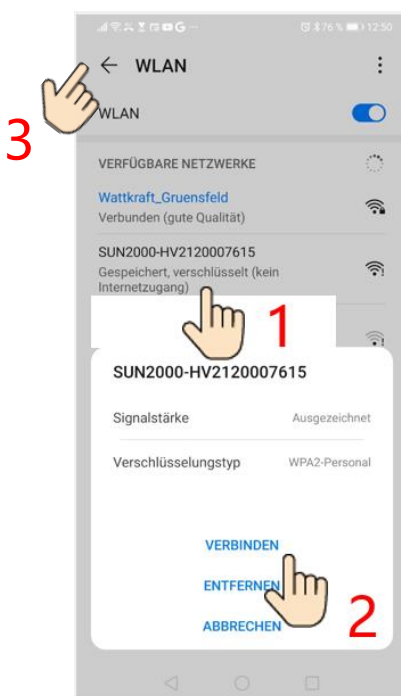 76 % 12:50
← WLAN
3
WLAN
VERFÜGBARE NETZWERKE
Wattkraft_Gruensfeld
Verbunden (gute Qualität)
SUN2000-HV2120007615
Gespeichert, verschlüsselt (kein
Internetzugang)
1
SUN2000-HV2120007615
Signalstärke Ausgezeichnet
Verschlüsselungstyp WPA2-Personal
VERBINDEN
ENTFERNEN
2
ABBRECHEN